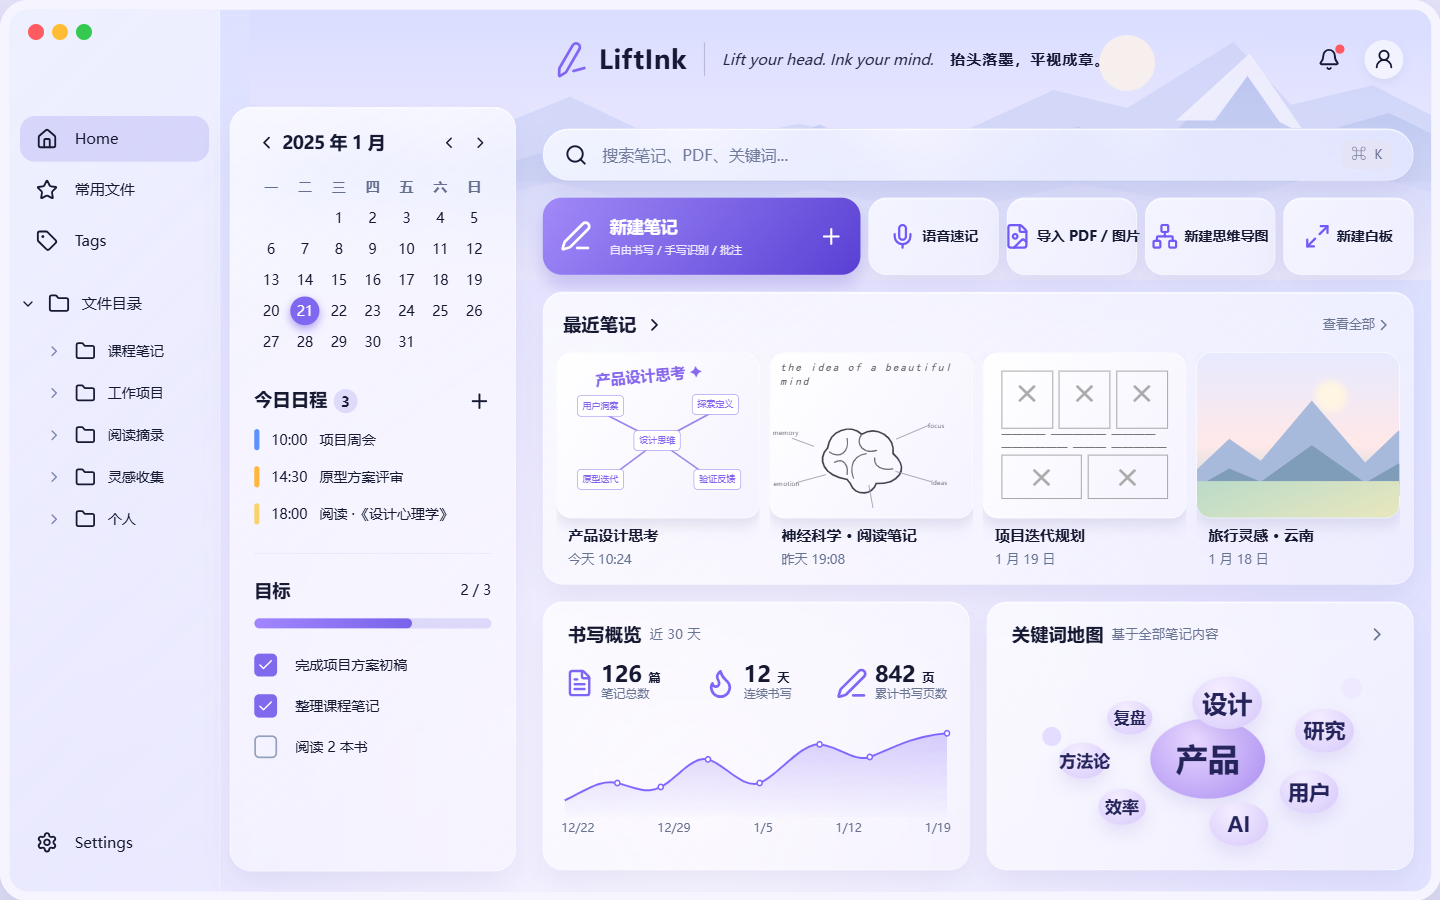 LiftInk
Lift your head. Ink your mind. 抬头落墨，平视成章。
Home
常用文件
Tags
文件目录
课程笔记
工作项目
阅读摘录
灵感收集
个人
Settings
2025 年 1 月
一 二 三 四 五 六 日
1 2 3 4 5
6 7 8 9 10 11 12
13 14 15 16 17 18 19
20 21 22 23 24 25 26
27 28 29 30 31
今日日程 3
10:00 项目周会
14:30 原型方案评审
18:00 阅读 ·《设计心理学》
目标 2 / 3
完成项目方案初稿
整理课程笔记
阅读 2 本书
搜索笔记、PDF、关键词... ⌘ K
新建笔记
自由书写 / 手写识别 / 批注
语音速记
导入 PDF / 图片
新建思维导图
新建白板
最近笔记
查看全部
产品设计思考
用户洞察
探索定义
设计思维
原型迭代
验证反馈
产品设计思考
今天 10:24
the idea of a beautiful
mind
memory
focus
emotion
ideas
神经科学 • 阅读笔记
昨天 19:08
项目迭代规划
1 月 19 日
旅行灵感 • 云南
1 月 18 日
书写概览 近 30 天
126 篇
笔记总数
12 天
连续书写
842 页
累计书写页数
12/22 12/29 1/5 1/12 1/19
关键词地图 基于全部笔记内容
设计
复盘
研究
产品
方法论
用户
效率
AI